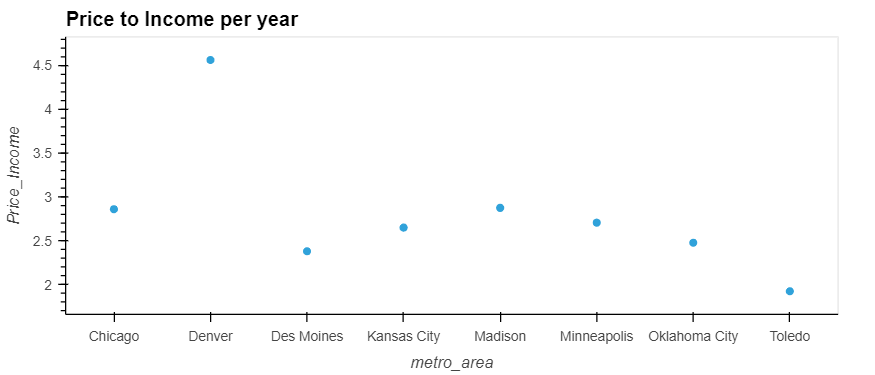 Price to Income per year
Price_Income
4.5
4
3.5
3
2.5
2
Chicago Denver Des Moines Kansas City Madison Minneapolis Oklahoma City Toledo
metro_area